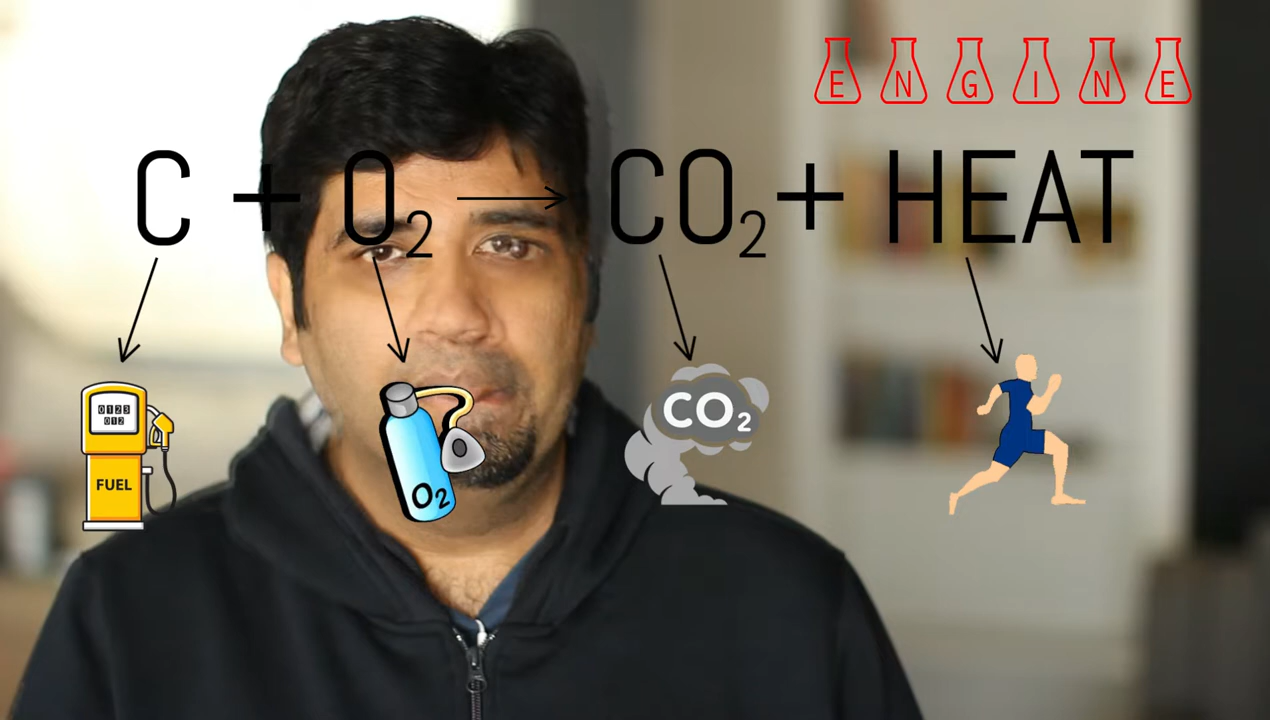 ENGINE
C + O₂ → CO₂ + HEAT
0123
012
FUEL
O₂
CO₂